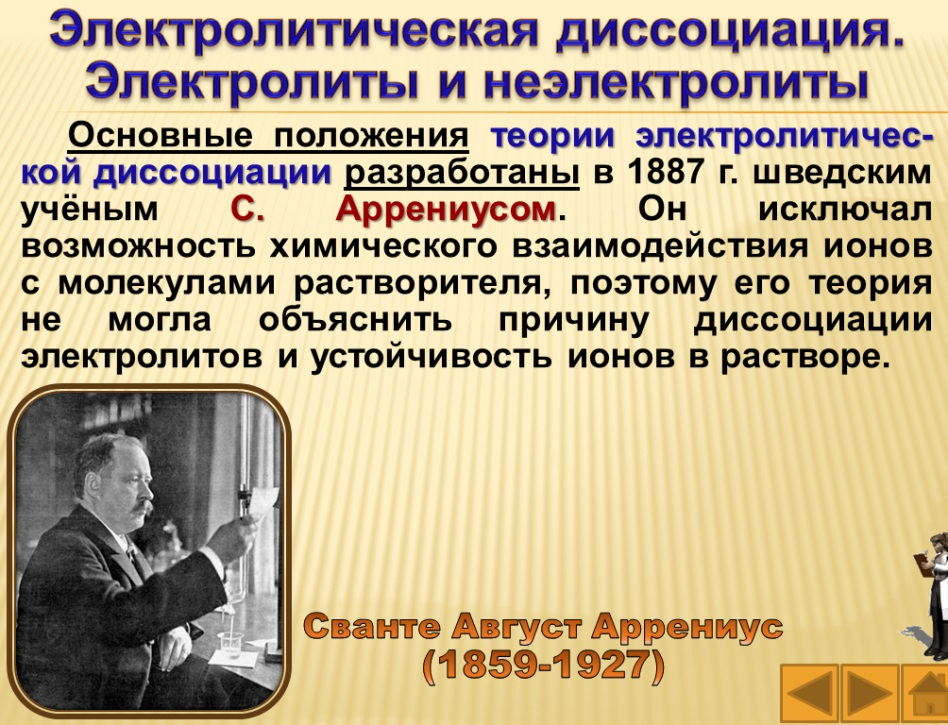 Электролитическая диссоциация.
Электролиты и неэлектролиты
Основные положения теории электролитичес-
кой диссоциации разработаны в 1887 г. шведским
учёным С. Аррениусом. Он исключал
возможность химического взаимодействия ионов
с молекулами растворителя, поэтому его теория
не могла объяснить причину диссоциации
электролитов и устойчивость ионов в растворе.
Сванте Август Аррениус
(1859-1927)